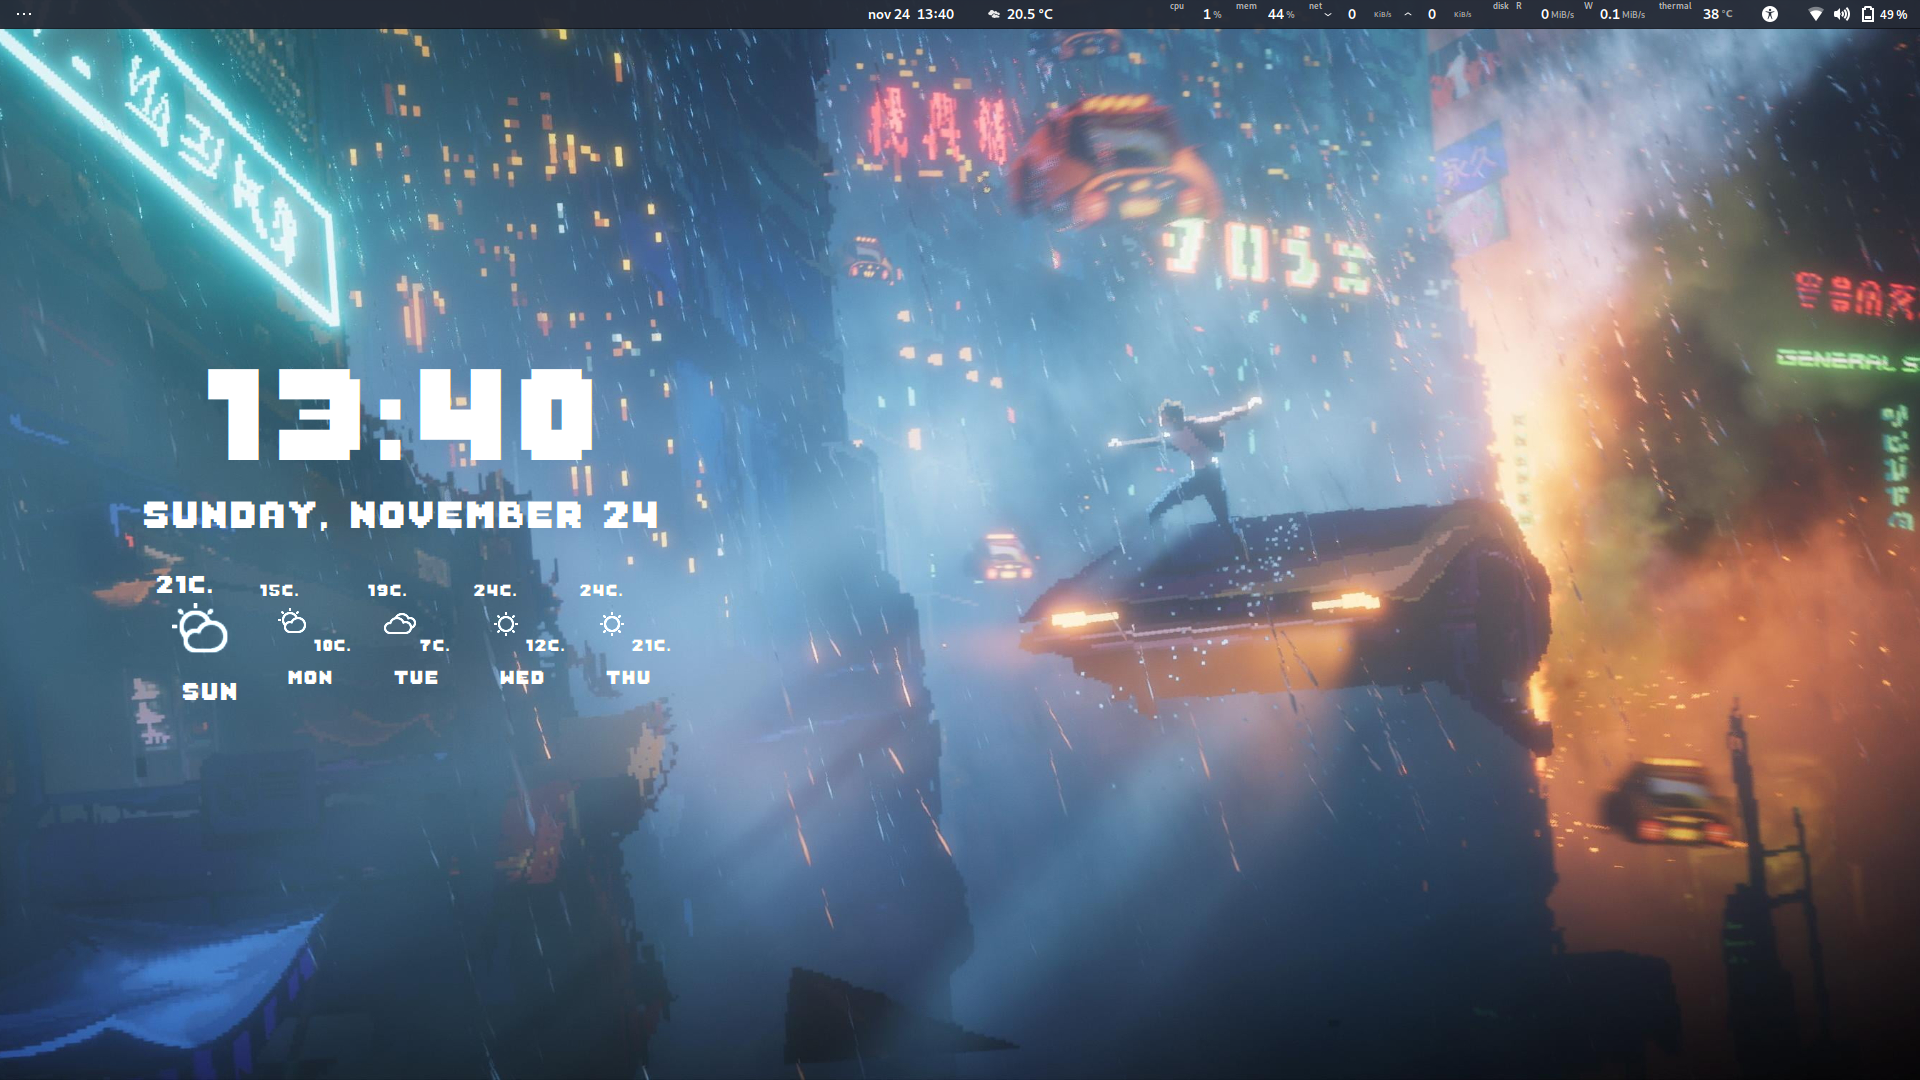 nov 24 13:40 20.5 °C cpu 1 % mem 44 % net 0 KiB/s 0 KiB/s disk R 0 MiB/s W 0.1 MiB/s thermal 38 °C 49 %
永久
GENERAL S
13:40
SUNDAY, NOVEMBER 24
21C. 15C. 19C. 24C. 24C.
10C. 7C. 12C. 21C.
SUN MON TUE WED THU